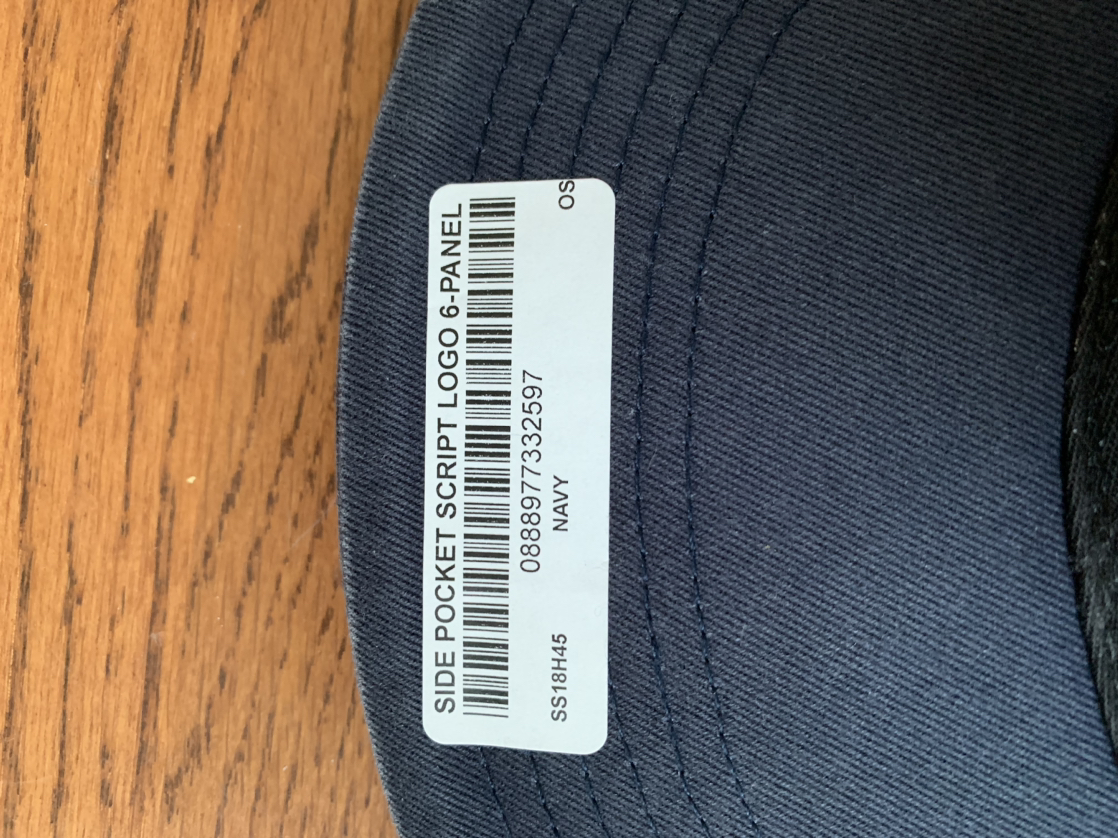 SIDE POCKET SCRIPT LOGO 6-PANEL
0888977332597
SS18H45 NAVY OS